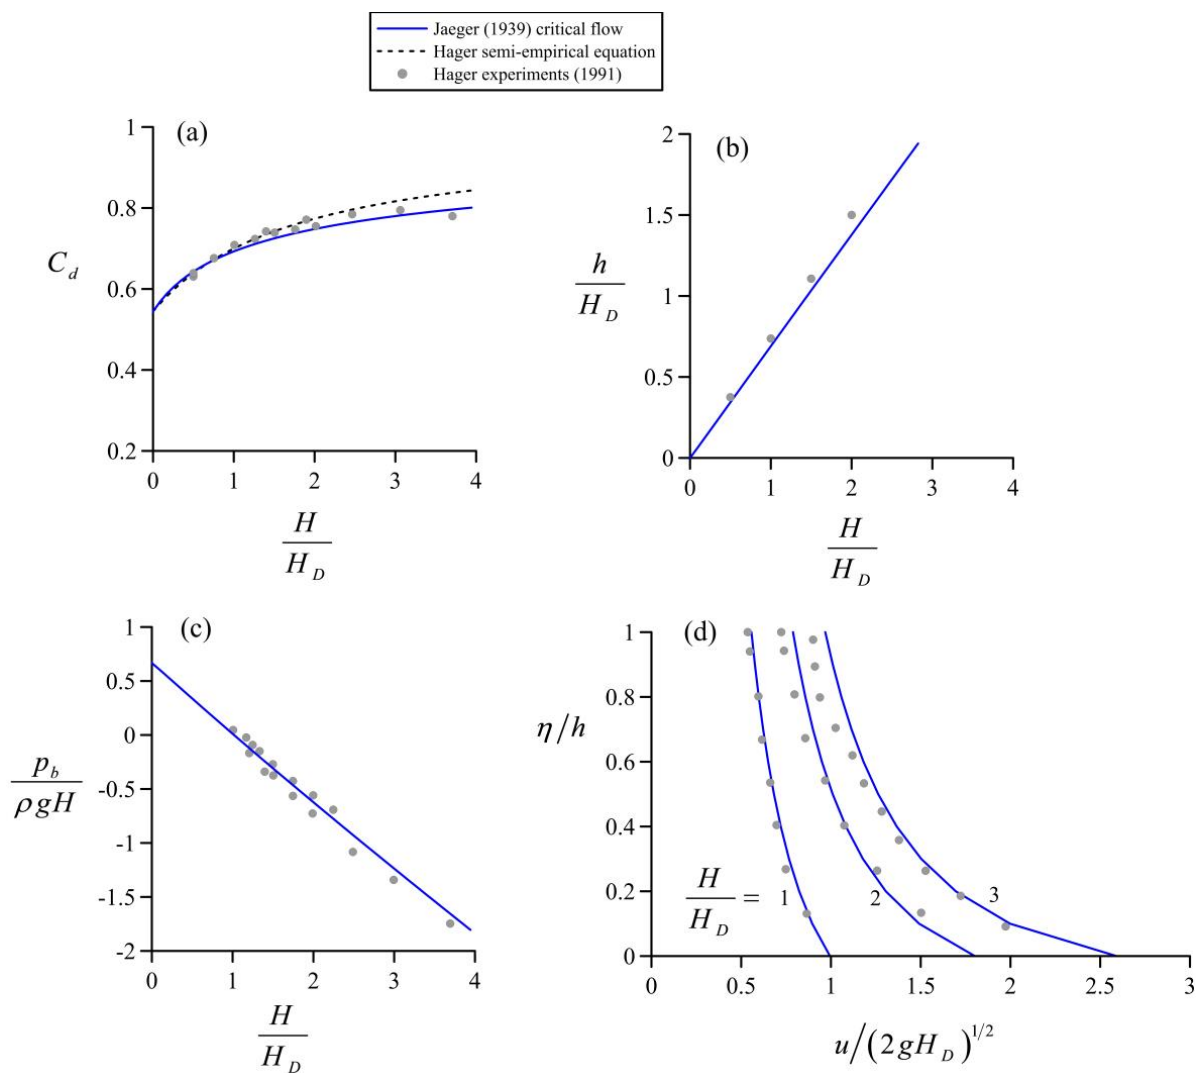 Jaeger (1939) critical flow
Hager semi-empirical equation
Hager experiments (1991)
(a)
1
0.8
0.6
0.4
0.2
C_d
0 1 2 3 4
H
H_D
(b)
2
1.5
1
0.5
0
h
H_D
0 1 2 3 4
H
H_D
(c)
1
0.5
0
-0.5
-1
-1.5
-2
p_b
ρgH
0 1 2 3 4
H
H_D
(d)
1
0.8
0.6
0.4
0.2
0
η/h
H
H_D
= 1 2 3
0 0.5 1 1.5 2 2.5 3
u/(2gH_D)^{1/2}